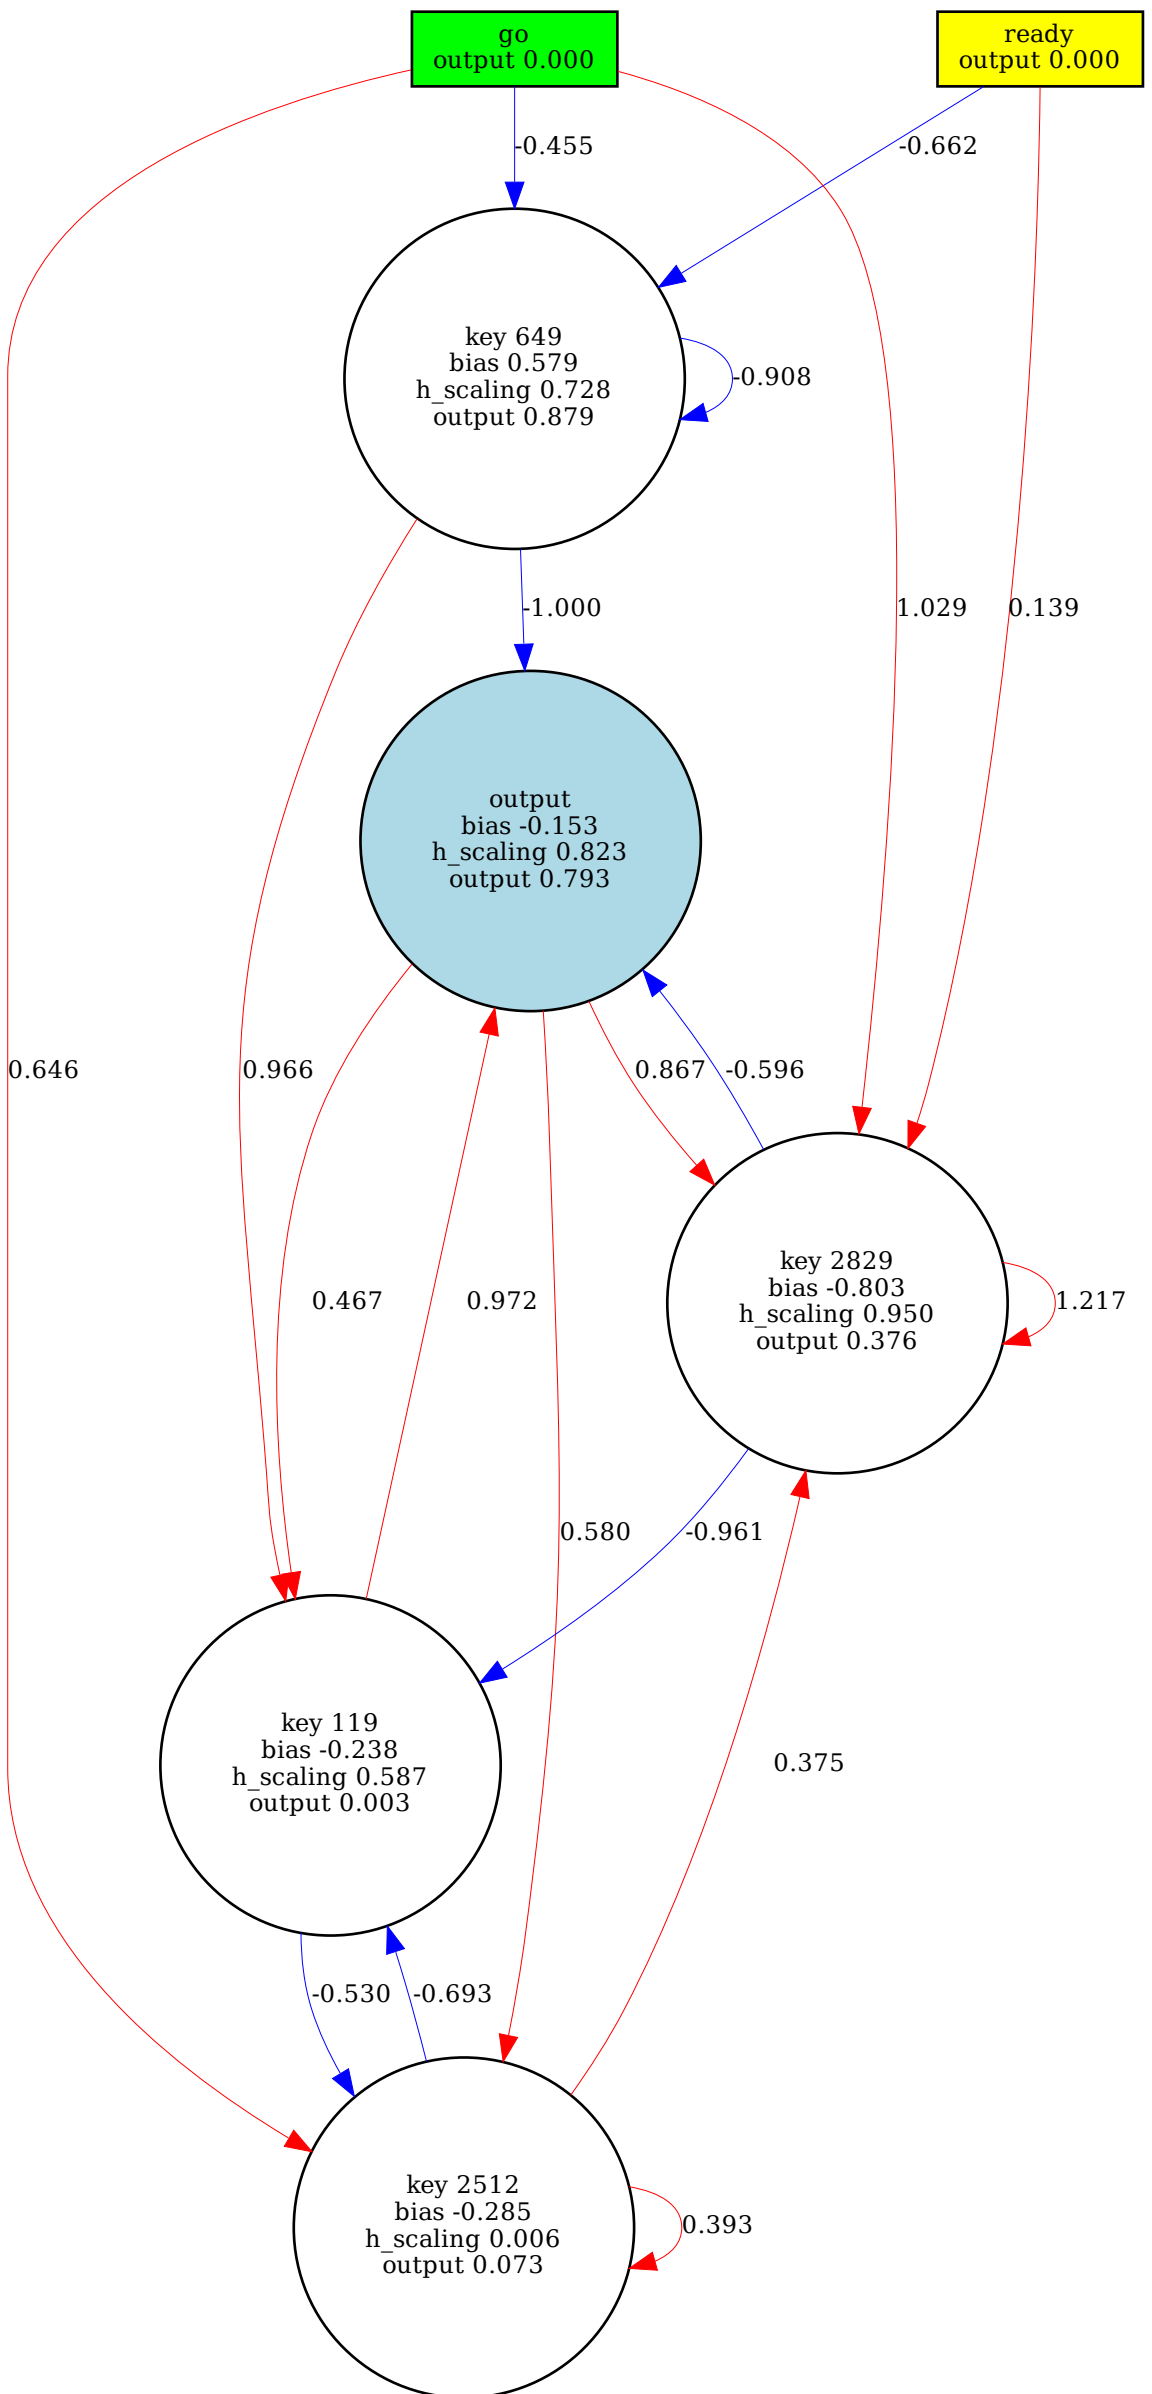 go
output 0.000
ready
output 0.000
-0.455
-0.662
key 649
bias 0.579
h_scaling 0.728
output 0.879
-0.908
-1.000
1.029
0.139
output
bias -0.153
h_scaling 0.823
output 0.793
0.646
0.966
0.867
-0.596
key 2829
bias -0.803
h_scaling 0.950
output 0.376
0.467
0.972
1.217
0.580
-0.961
key 119
bias -0.238
h_scaling 0.587
output 0.003
0.375
-0.530
-0.693
key 2512
bias -0.285
h_scaling 0.006
output 0.073
0.393